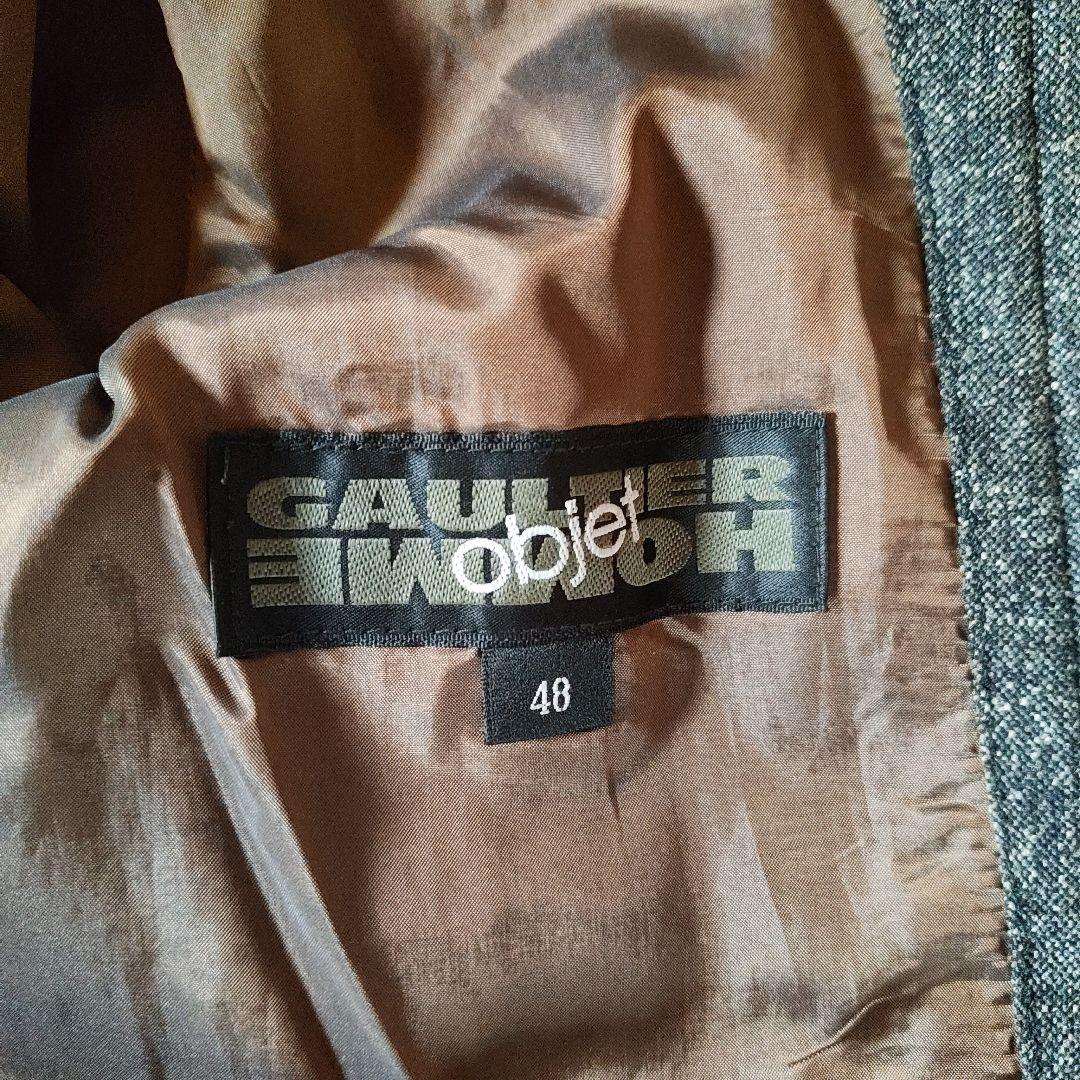 GAULTIER
HOMME
objet
48